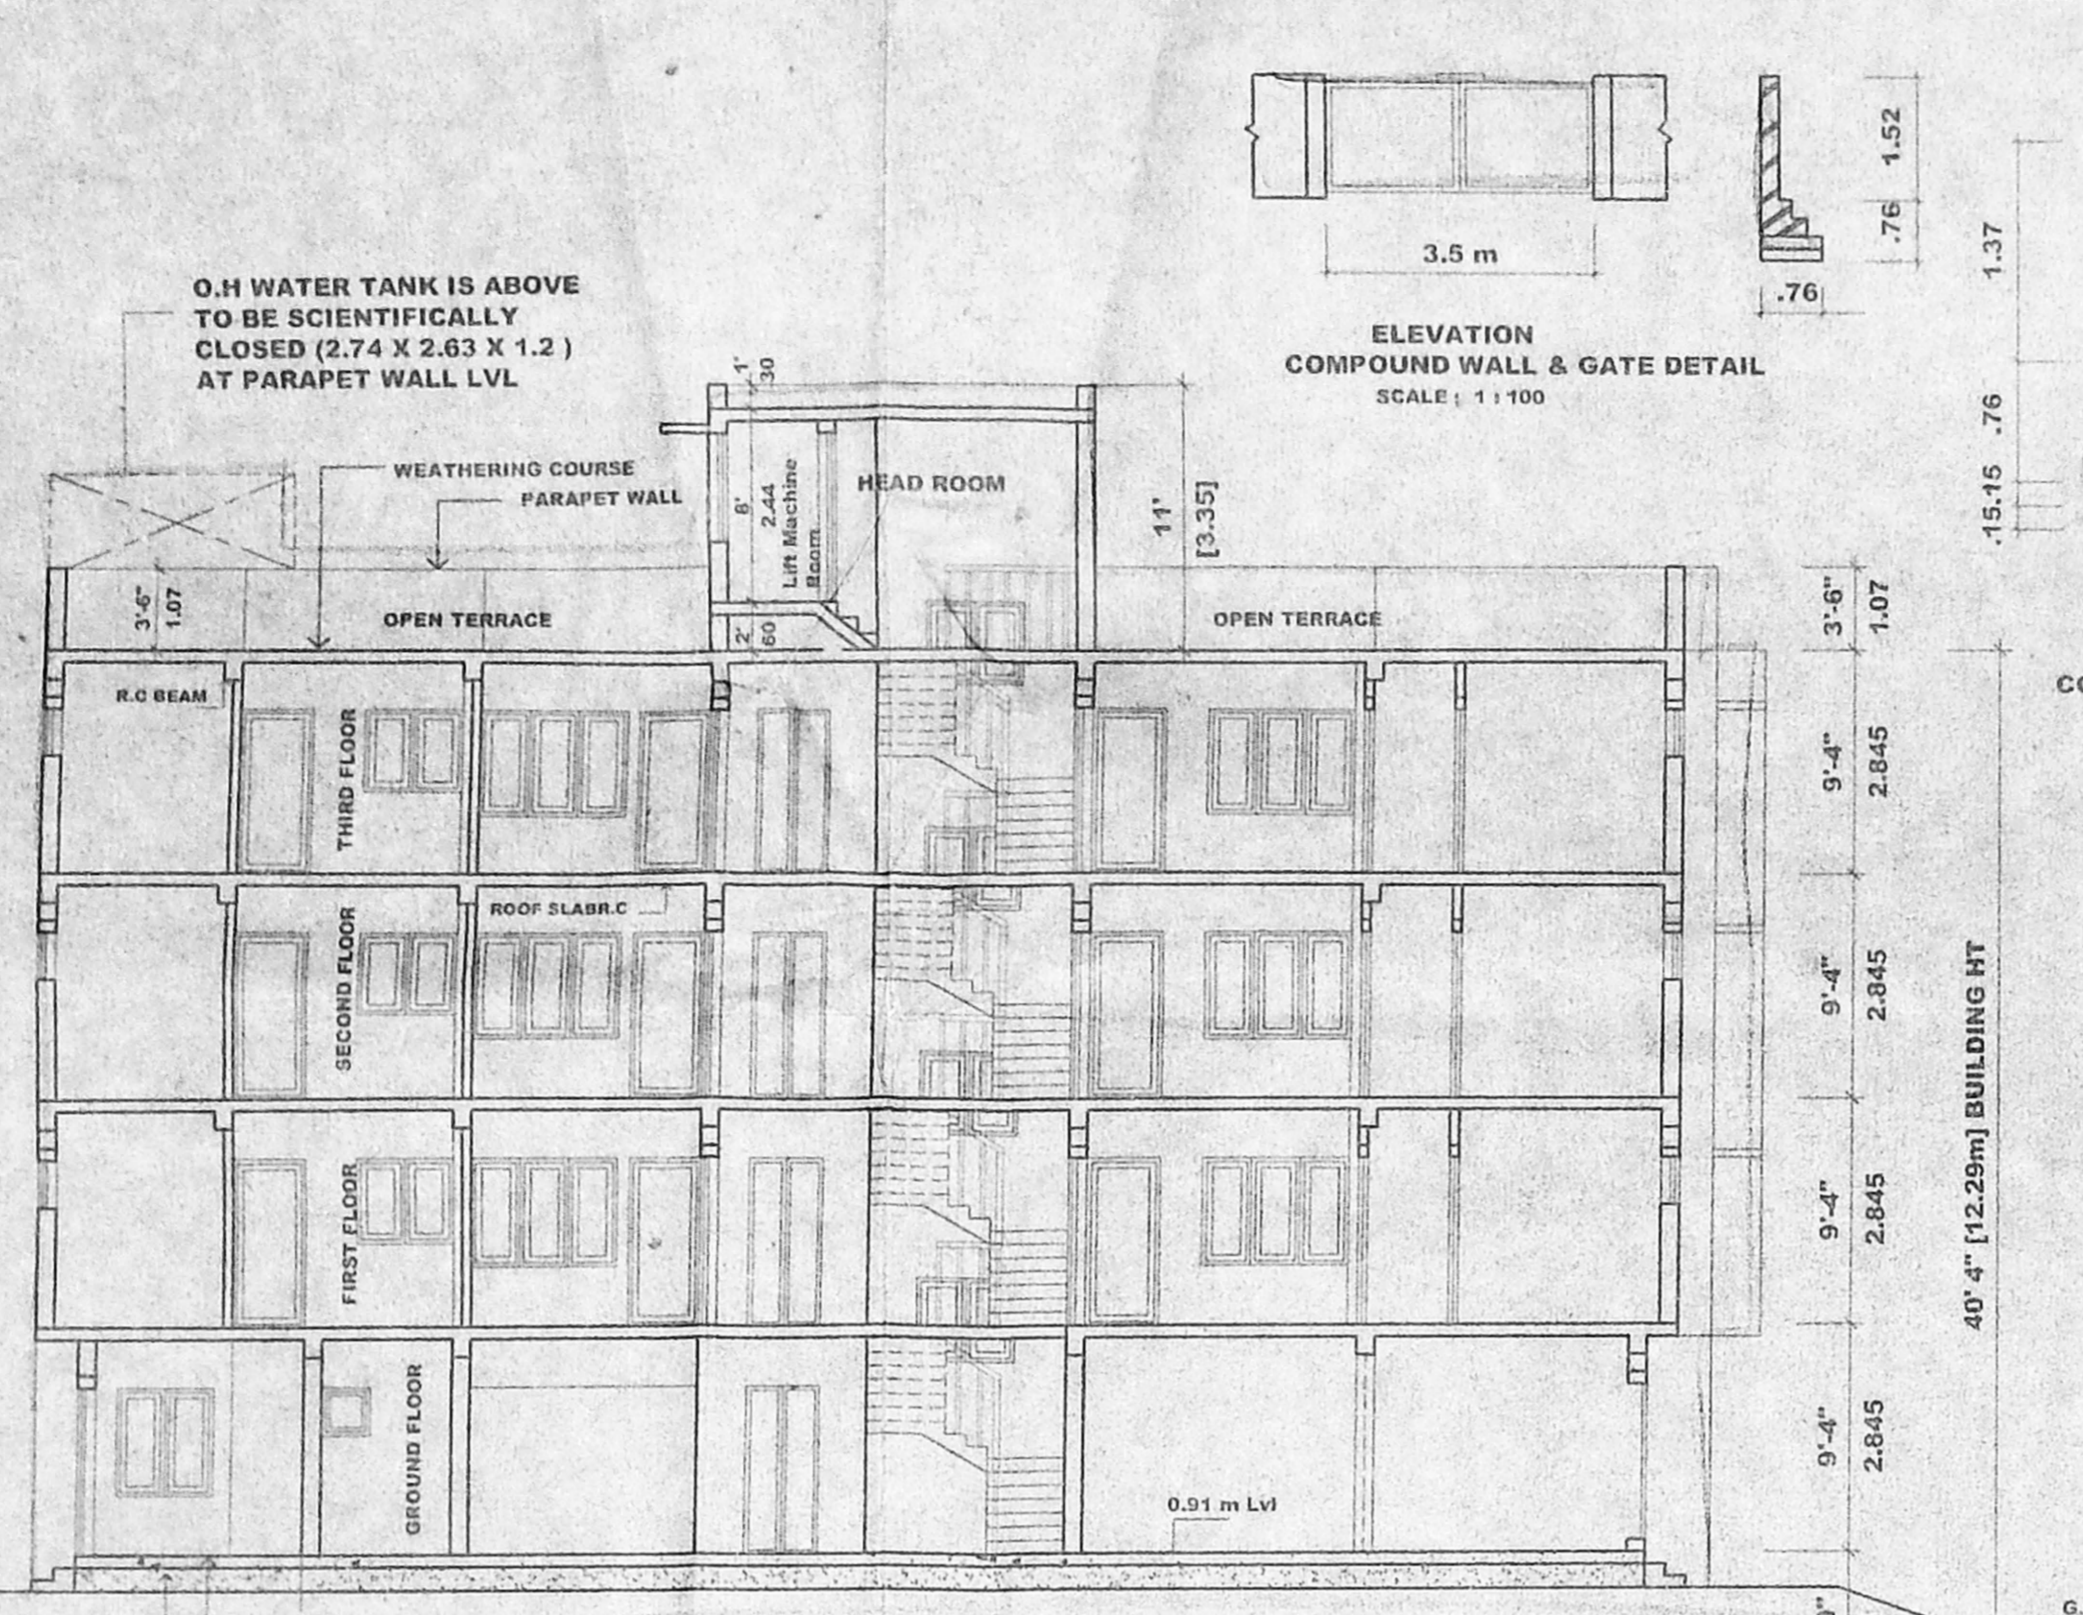 1.52
.76
3.5 m
.76
1.37
ELEVATION
COMPOUND WALL & GATE DETAIL
SCALE : 1 : 100
.76
.15.15
O.H WATER TANK IS ABOVE
TO BE SCIENTIFICALLY
CLOSED (2.74 X 2.63 X 1.2 )
AT PARAPET WALL LVL
1'
30
WEATHERING COURSE
PARAPET WALL
8'
2.44
Lift Machine
Room
HEAD ROOM
11'
[3.35]
3'-6"
1.07
OPEN TERRACE
2'
60
OPEN TERRACE
3'-6"
1.07
R.C BEAM
THIRD FLOOR
9'-4"
2.845
SECOND FLOOR
ROOF SLABR.C
9'-4"
2.845
40' 4" [12.29m] BUILDING HT
FIRST FLOOR
9'-4"
2.845
GROUND FLOOR
0.91 m Lvl
9'-4"
2.845